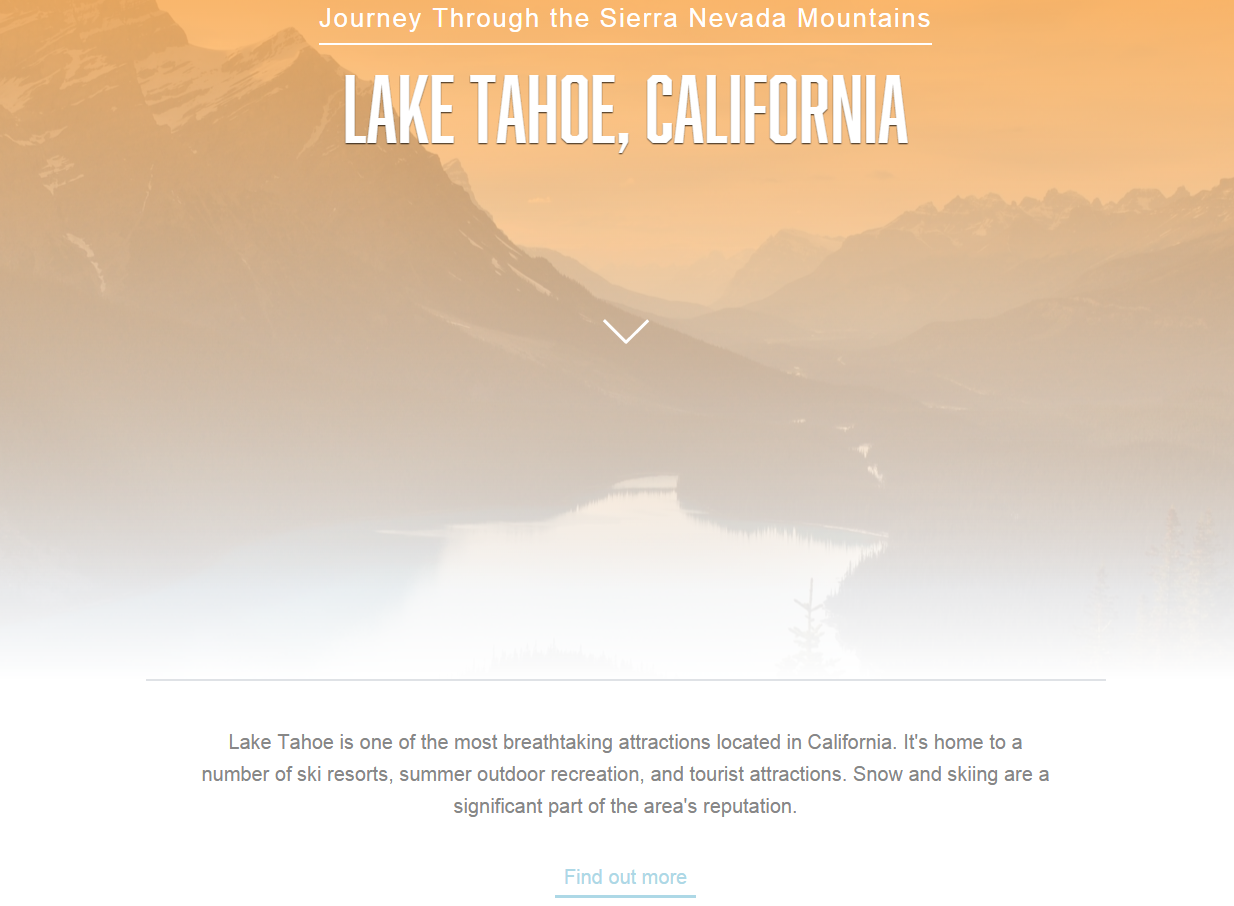 Journey Through the Sierra Nevada Mountains
LAKE TAHOE, CALIFORNIA
Lake Tahoe is one of the most breathtaking attractions located in California. It's home to a
number of ski resorts, summer outdoor recreation, and tourist attractions. Snow and skiing are a
significant part of the area's reputation.
Find out more